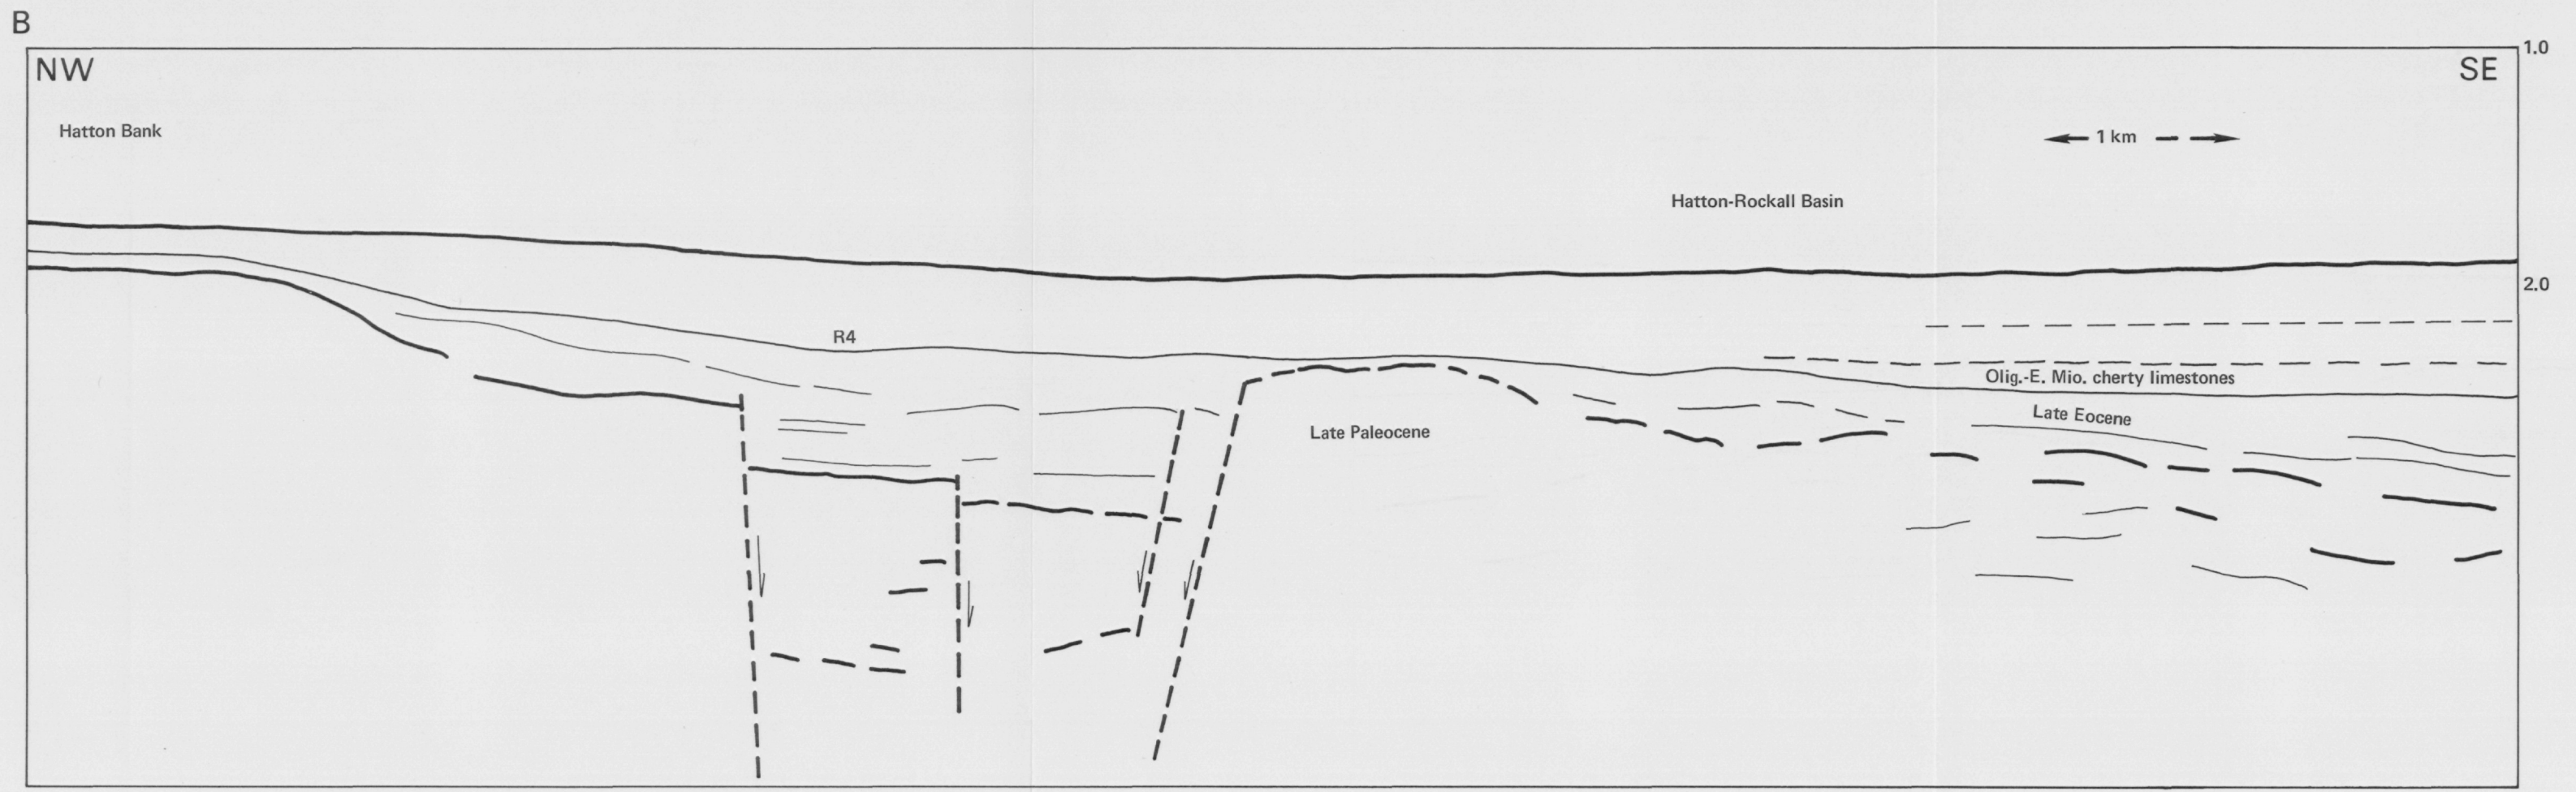 B
1.0
NW
SE
Hatton Bank
1 km
Hatton-Rockall Basin
2.0
R4
Olig.-E. Mio. cherty limestones
Late Eocene
Late Paleocene